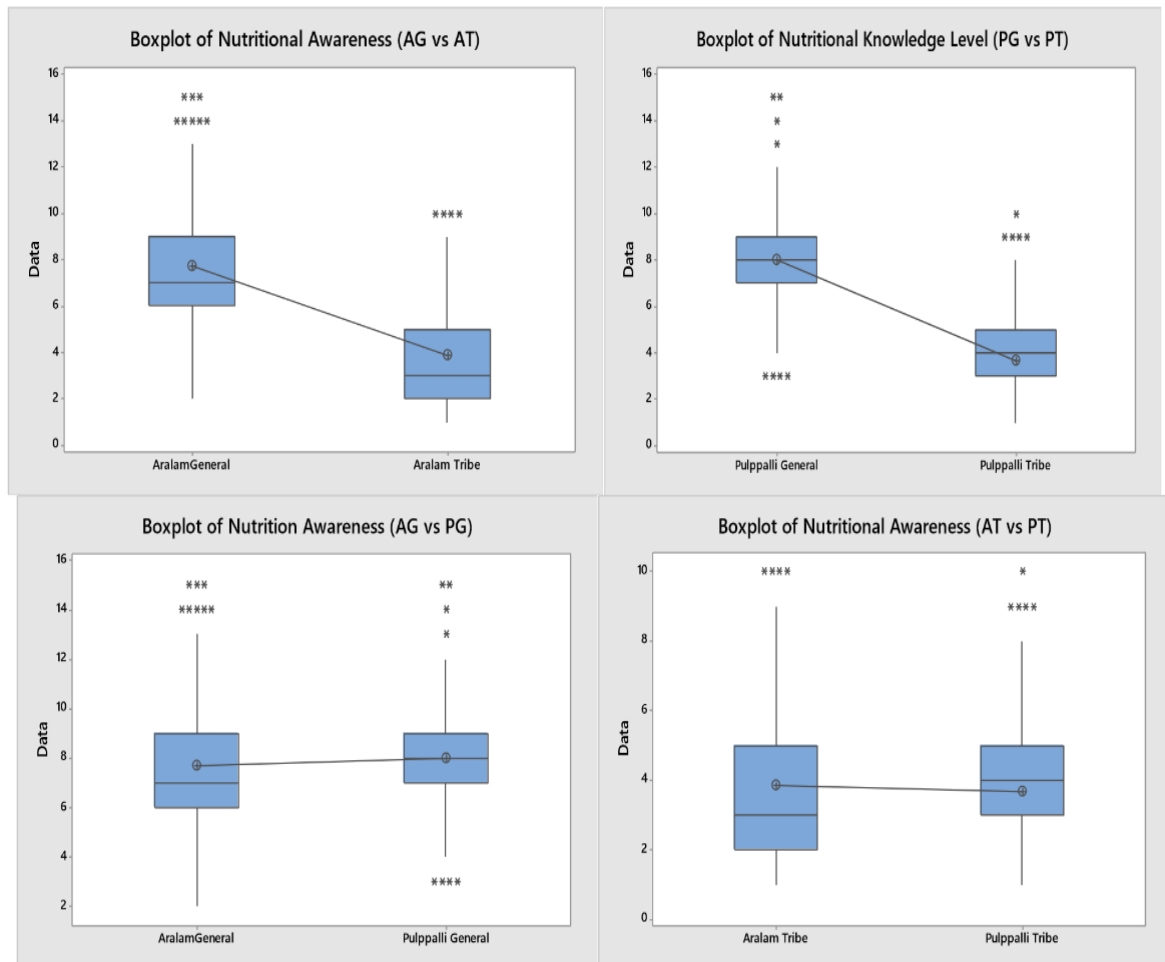 Boxplot of Nutritional Awareness (AG vs AT)
Data
16
14
12
10
8
6
4
2
0
AralamGeneral Aralam Tribe
Boxplot of Nutritional Knowledge Level (PG vs PT)
Data
16
14
12
10
8
6
4
2
0
Pulppalli General Pulppalli Tribe
Boxplot of Nutrition Awareness (AG vs PG)
Data
16
14
12
10
8
6
4
2
AralamGeneral Pulppalli General
Boxplot of Nutritional Awareness (AT vs PT)
Data
10
8
6
4
2
0
Aralam Tribe Pulppalli Tribe